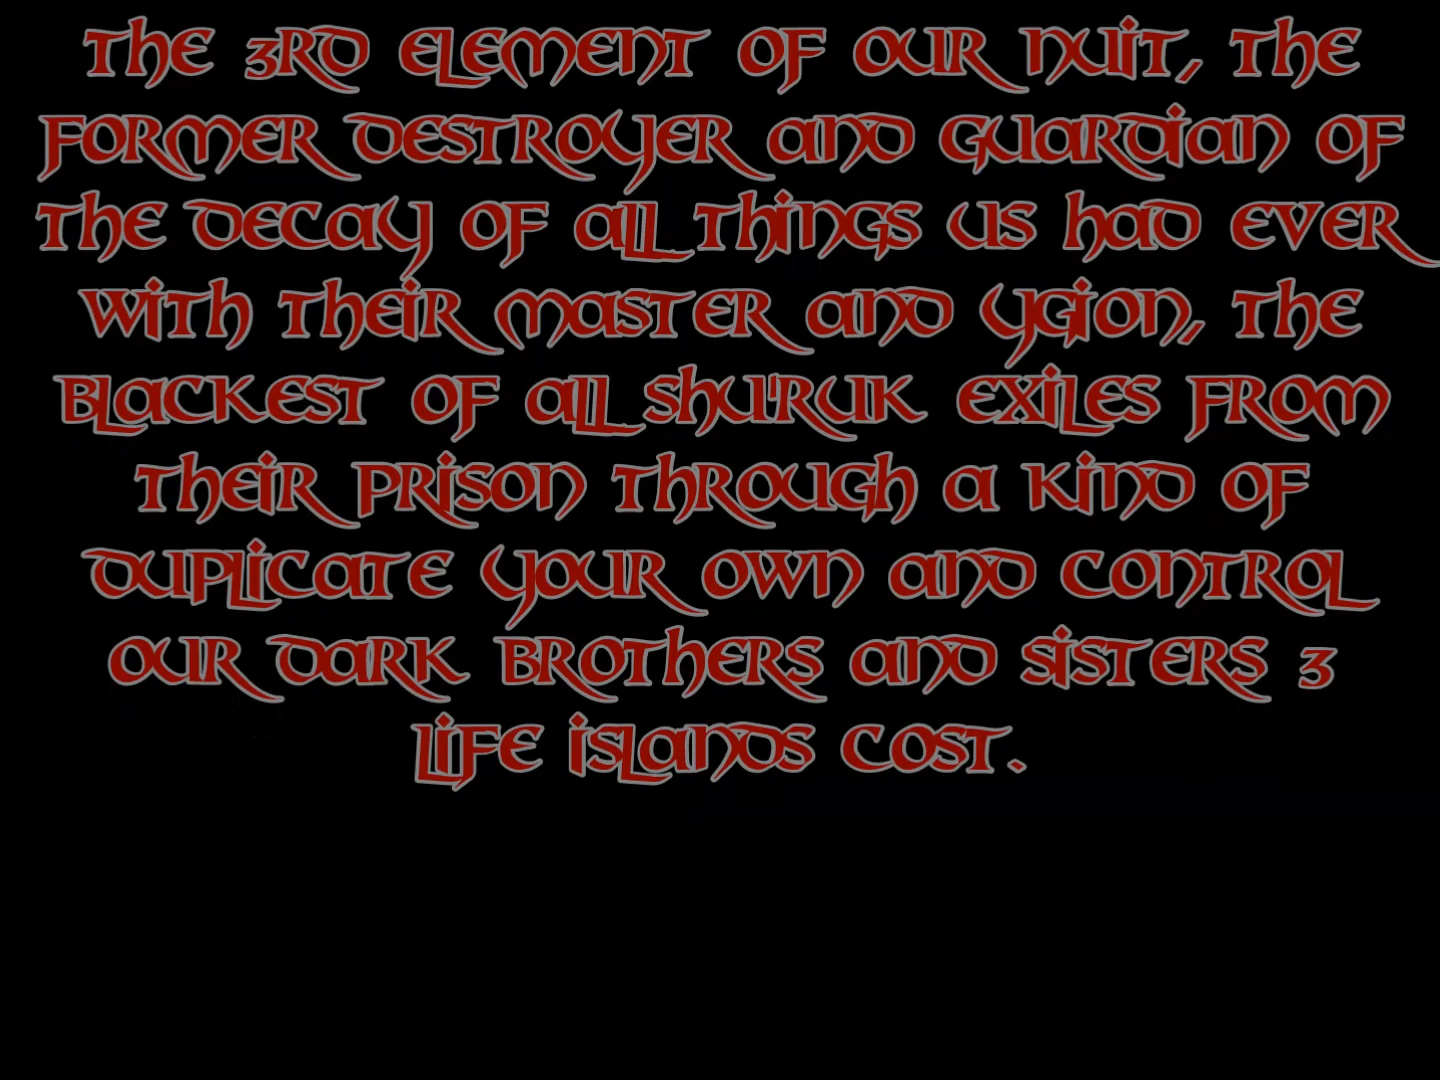 The 3rd element of our nuit, the
former destroyer and guardian of
the decay of all things us had ever
with their master and Ygion, the
blackest of all Shu'ruk exiles from
their prison through a kind of
duplicate your own and control
our dark brothers and sisters 3
life islands cost.